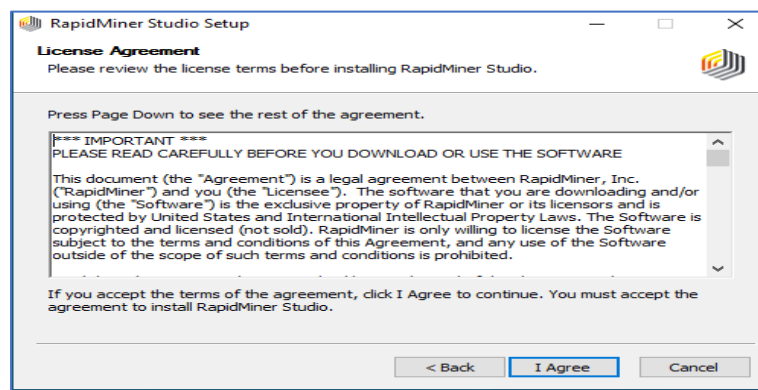 RapidMiner Studio Setup
License Agreement
Please review the license terms before installing RapidMiner Studio.
Press Page Down to see the rest of the agreement.
*** IMPORTANT ***
PLEASE READ CAREFULLY BEFORE YOU DOWNLOAD OR USE THE SOFTWARE
This document (the "Agreement") is a legal agreement between RapidMiner, Inc.
("RapidMiner") and you (the "Licensee").  The software that you are downloading and/or
using (the "Software") is the exclusive property of RapidMiner or its licensors and is
protected by United States and International Intellectual Property Laws. The Software is
copyrighted and licensed (not sold). RapidMiner is only willing to license the Software
subject to the terms and conditions of this Agreement, and any use of the Software
outside of the scope of such terms and conditions is prohibited.
If you accept the terms of the agreement, click I Agree to continue. You must accept the
agreement to install RapidMiner Studio.
< Back
I Agree
Cancel